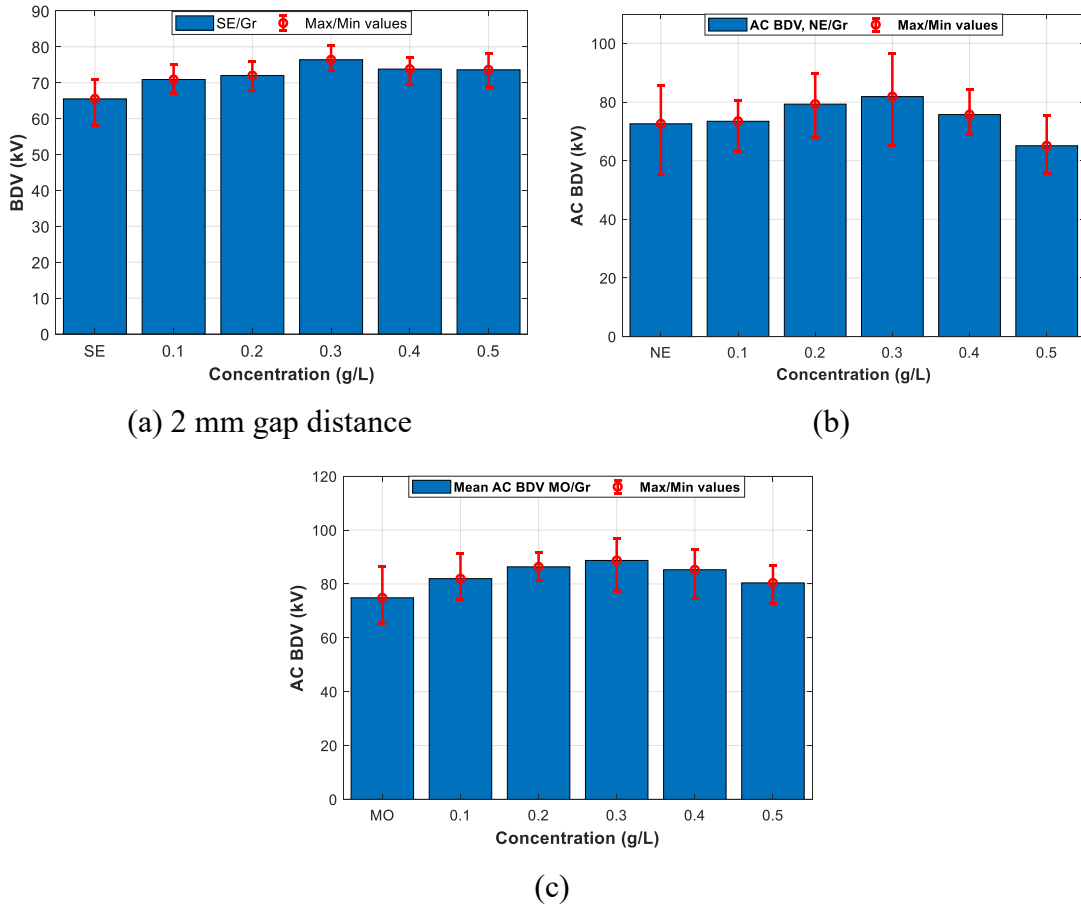 SE/Gr Max/Min values
90
80
70
60
50
40
30
20
10
0
BDV (kV)
SE 0.1 0.2 0.3 0.4 0.5
Concentration (g/L)
(a) 2 mm gap distance
AC BDV, NE/Gr Max/Min values
100
80
60
40
20
0
AC BDV (kV)
NE 0.1 0.2 0.3 0.4 0.5
Concentration (g/L)
(b)
Mean AC BDV MO/Gr Max/Min values
120
100
80
60
40
20
0
AC BDV (kV)
MO 0.1 0.2 0.3 0.4 0.5
Concentration (g/L)
(c)